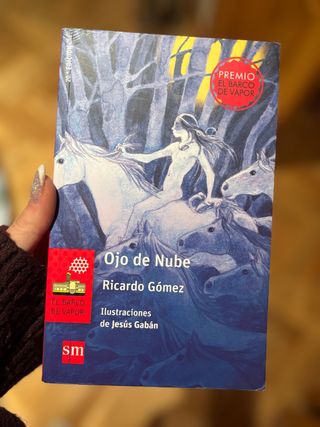 PREMIO
EL BARCO
DE VAPOR
Ojo de Nube
Ricardo Gómez
Ilustraciones
de Jesús Gabán
EL BARCO
DE VAPOR
sm